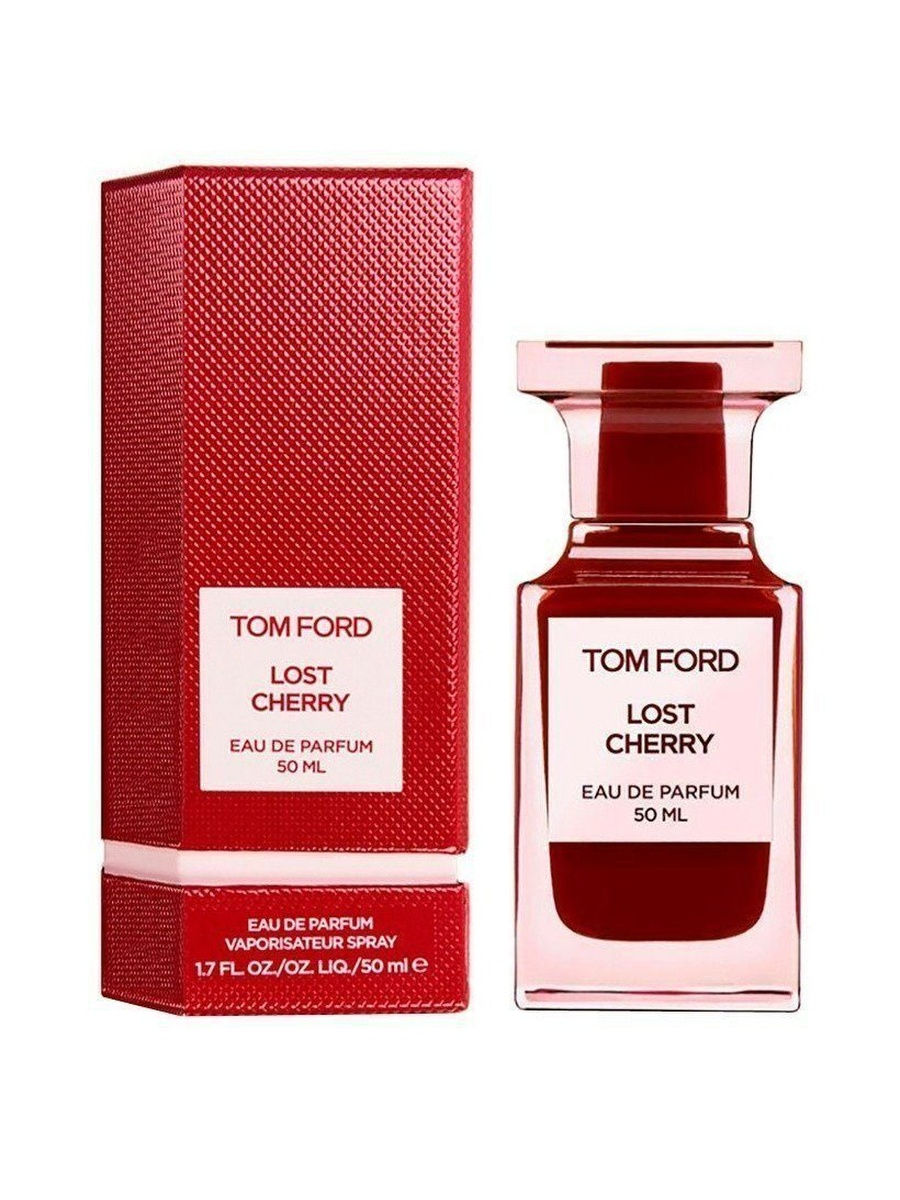 TOM FORD
LOST
CHERRY
EAU DE PARFUM
50 ML
EAU DE PARFUM
VAPORISATEUR SPRAY
1.7 FL. OZ./OZ. LIQ./50 ml e
TOM FORD
LOST
CHERRY
EAU DE PARFUM
50 ML